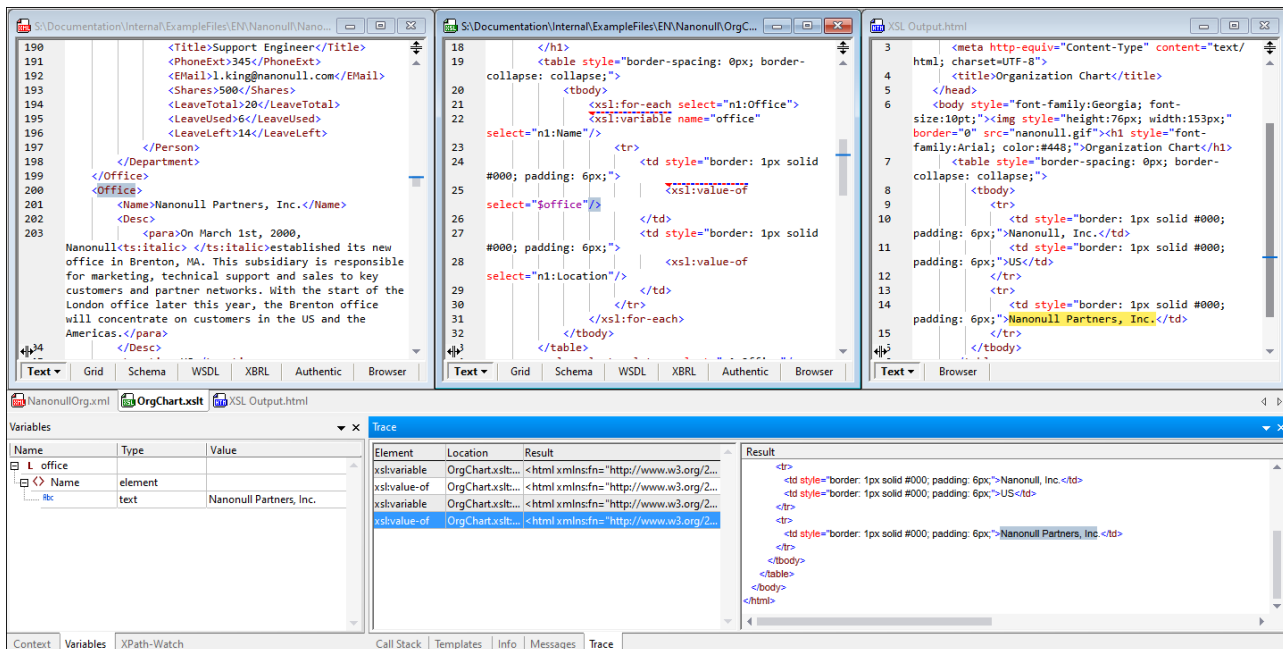 S:\Documentation\Internal\ExampleFiles\EN\Nanonull\Nano...
190 <Title>Support Engineer</Title>
191 <PhoneExt>345</PhoneExt>
192 <EMail>l.king@nanonull.com</EMail>
193 <Shares>500</Shares>
194 <LeaveTotal>20</LeaveTotal>
195 <LeaveUsed>6</LeaveUsed>
196 <LeaveLeft>14</LeaveLeft>
197 </Person>
198 </Department>
199 </Office>
200 <Office>
201 <Name>Nanonull Partners, Inc.</Name>
202 <Desc>
203 <para>On March 1st, 2000,
Nanonull<ts:italic> </ts:italic>established its new
office in Brenton, MA. This subsidiary is responsible
for marketing, technical support and sales to key
customers and partner networks. With the start of the
London office later this year, the Brenton office
will concentrate on customers in the US and the
Americas.</para>
</Desc>
Text Grid Schema WSDL XBRL Authentic Browser
S:\Documentation\Internal\ExampleFiles\EN\Nanonull\OrgC...
18 </h1>
19 <table style="border-spacing: 0px; border-
collapse: collapse;">
20 <tbody>
21 <xsl:for-each select="n1:Office">
22 <xsl:variable name="office"
select="n1:Name"/>
23 <tr>
24 <td style="border: 1px solid
#000; padding: 6px;">
25 <xsl:value-of
select="$office"/>
26 </td>
27 <td style="border: 1px solid
#000; padding: 6px;">
28 <xsl:value-of
select="n1:Location"/>
29 </td>
30 </tr>
31 </xsl:for-each>
32 </tbody>
</table>
Text Grid Schema WSDL XBRL Authentic Browser
XSL Output.html
3 <meta http-equiv="Content-Type" content="text/
html; charset=UTF-8">
4 <title>Organization Chart</title>
5 </head>
6 <body style="font-family:Georgia; font-
size:10pt;"><img style="height:76px; width:153px;"
border="0" src="nanonull.gif"><h1 style="font-
family:Arial; color:#448;">Organization Chart</h1>
7 <table style="border-spacing: 0px; border-
collapse: collapse;">
8 <tbody>
9 <tr>
10 <td style="border: 1px solid #000;
padding: 6px;">Nanonull, Inc.</td>
11 <td style="border: 1px solid #000;
padding: 6px;">US</td>
12 </tr>
13 <tr>
14 <td style="border: 1px solid #000;
padding: 6px;">Nanonull Partners, Inc.</td>
15 </tr>
</tbody>
Text Browser
NanonullOrg.xml OrgChart.xslt XSL Output.html
Variables
Name Type Value
L office
<> Name element
Abc text Nanonull Partners, Inc.
Context Variables XPath-Watch
Trace
Element Location Result
xsl:variable OrgChart.xslt:... <html xmlns:fn="http://www.w3.org/2...
xsl:value-of OrgChart.xslt:... <html xmlns:fn="http://www.w3.org/2...
xsl:variable OrgChart.xslt:... <html xmlns:fn="http://www.w3.org/2...
xsl:value-of OrgChart.xslt:... <html xmlns:fn="http://www.w3.org/2...
Result
<tr>
<td style="border: 1px solid #000; padding: 6px;">Nanonull, Inc.</td>
<td style="border: 1px solid #000; padding: 6px;">US</td>
</tr>
<tr>
<td style="border: 1px solid #000; padding: 6px;">Nanonull Partners, Inc.</td>
</tr>
</tbody>
</table>
</body>
</html>
Call Stack Templates Info Messages Trace